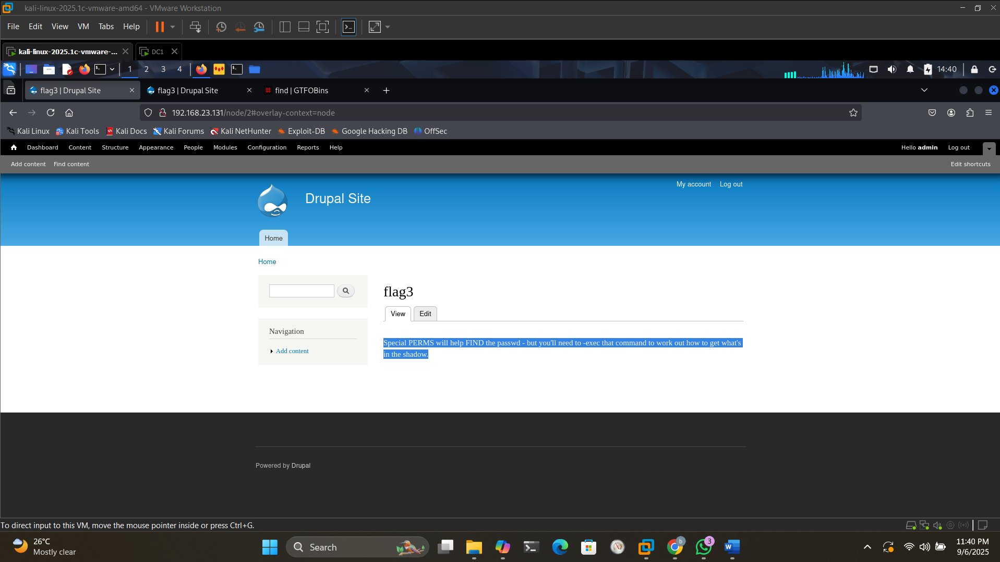 kali-linux-2025.1c-vmware-amd64 - VMware Workstation
File Edit View VM Tabs Help
kali-linux-2025.1c-vmware-... DC1
1 2 3 4 14:40
flag3 | Drupal Site flag3 | Drupal Site find | GTFOBins
192.168.23.131/node/2#overlay-context=node
Kali Linux Kali Tools Kali Docs Kali Forums Kali NetHunter Exploit-DB Google Hacking DB OffSec
Dashboard Content Structure Appearance People Modules Configuration Reports Help Hello admin Log out
Add content Find content Edit shortcuts
My account Log out
Drupal Site
Home
Home
flag3
View Edit
Navigation
Add content
Special PERMS will help FIND the passwd - but you'll need to -exec that command to work out how to get what's
in the shadow.
Powered by Drupal
To direct input to this VM, move the mouse pointer inside or press Ctrl+G.
26°C
Mostly clear
Search
b
3
W
11:40 PM
9/6/2025